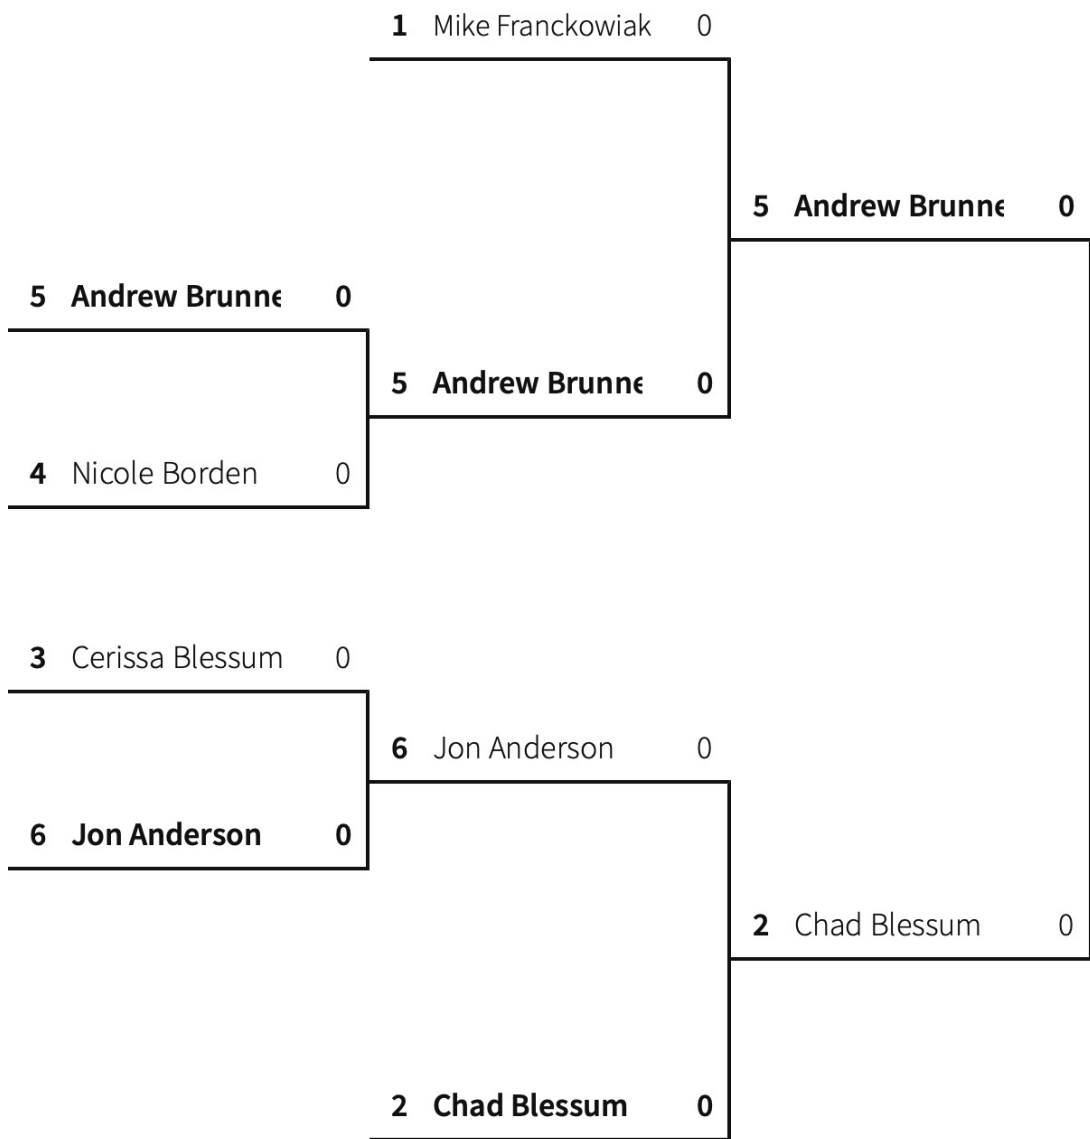 1 Mike Franckowiak 0
5 Andrew Brunne 0
5 Andrew Brunne 0
5 Andrew Brunne 0
4 Nicole Borden 0
3 Cerissa Blessum 0
6 Jon Anderson 0
6 Jon Anderson 0
2 Chad Blessum 0
2 Chad Blessum 0